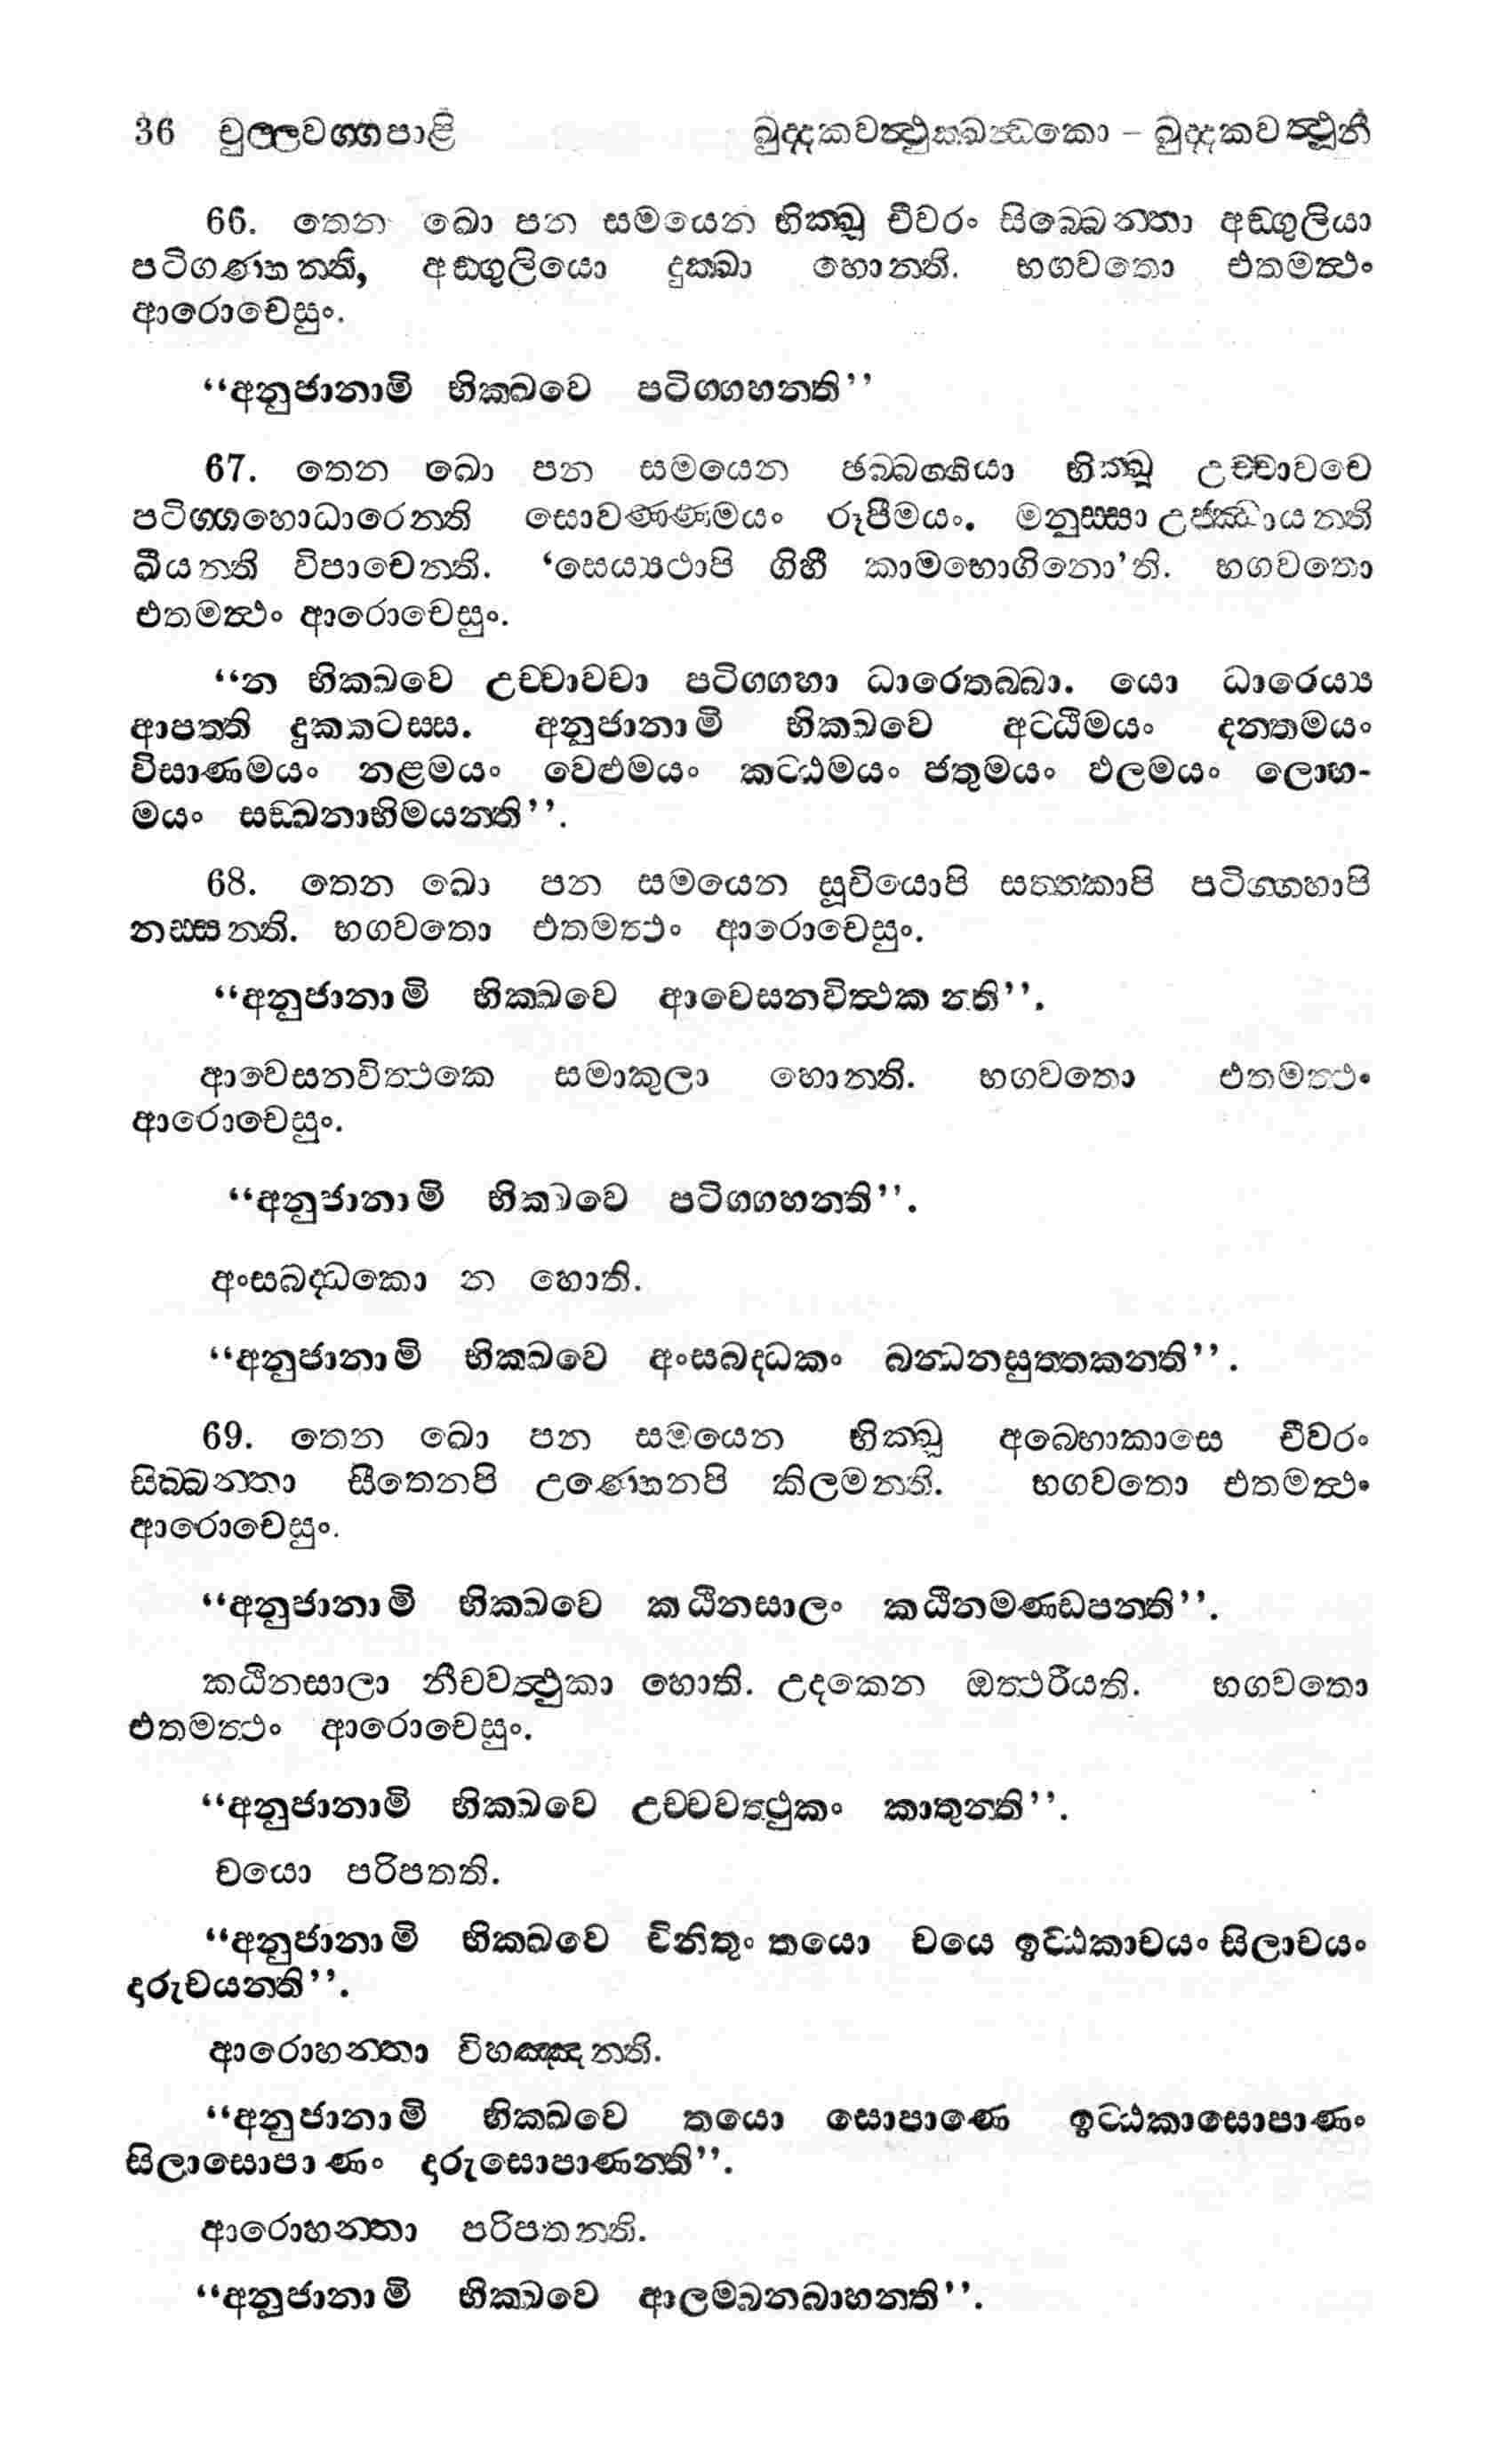 36 චුල්ලවග්ගපාළි ඛුද්දකවත්ථුක්ඛන්ධකො – ඛුද්දකවත්ථූනි
66. තෙන ඛො පන සමයෙන භික්ඛූ චීවරං සිබ්බෙන්තා අඞ්ගුලියා
පටිගණ්හන්ති, අඞ්ගුලියො දුක්ඛා හොන්ති. භගවතො එතමත්ථං
ආරොචෙසුං.
‘‘අනුජානාමි භික්ඛවෙ පටිග්ගහන්ති’’
67. තෙන ඛො පන සමයෙන ඡබ්බග්ගියා භික්ඛූ උච්චාවචෙ
පටිග්ගහොධාරෙන්ති සොවණ්ණමයං රූපිමයං. මනුස්සා උජ්ඣායන්ති
ඛීයන්ති විපාචෙන්ති. ‘සෙය්‍යථාපි ගිහී කාමභොගිනො’ති. භගවතො
එතමත්ථං ආරොචෙසුං.
‘‘න භික්ඛවෙ උච්චාවචා පටිග්ගහා ධාරෙතබ්බා. යො ධාරෙය්‍ය
ආපත්ති දුක්කටස්ස. අනුජානාමි භික්ඛවෙ අට්ඨිමයං දන්තමයං
විසාණමයං නළමයං වෙළුමයං කට්ඨමයං ජතුමයං ඵලමයං ලොහ-
මයං සඞ්ඛනාභිමයන්ති’’.
68. තෙන ඛො පන සමයෙන සූචියොපි සත්තකාපි පටිග්ගහාපි
නස්සන්ති. භගවතො එතමත්ථං ආරොචෙසුං.
‘‘අනුජානාමි භික්ඛවෙ ආවෙසනවිත්ථකන්ති’’.
ආවෙසනවිත්ථකෙ සමාකුලා හොන්ති. භගවතො එතමත්ථං
ආරොචෙසුං.
‘‘අනුජානාමි භික්ඛවෙ පටිග්ගහන්ති’’.
අංසබද්ධකො න හොති.
‘‘අනුජානාමි භික්ඛවෙ අංසබද්ධකං බන්ධනසුත්තකන්ති’’.
69. තෙන ඛො පන සමයෙන භික්ඛූ අබ්භොකාසෙ චීවරං
සිබ්බන්තා සීතෙනපි උණ්හෙනපි කිලමන්ති. භගවතො එතමත්ථං
ආරොචෙසුං.
‘‘අනුජානාමි භික්ඛවෙ කඨිනසාලං කඨිනමණ්ඩපන්ති’’.
කඨිනසාලා නීචවත්ථුකා හොති. උදකෙන ඔත්ථරීයති. භගවතො
එතමත්ථං ආරොචෙසුං.
‘‘අනුජානාමි භික්ඛවෙ උච්චවත්ථුකං කාතුන්ති’’.
චයො පරිපතති.
‘‘අනුජානාමි භික්ඛවෙ චිනිතුං තයො චයෙ ඉට්ඨකාචයං සිලාචයං
දාරුචයන්ති’’.
ආරොහන්තා විහඤ්ඤන්ති.
‘‘අනුජානාමි භික්ඛවෙ තයො සොපාණෙ ඉට්ඨකාසොපාණං
සිලාසොපාණං දාරුසොපාණන්ති’’.
ආරොහන්තා පරිපතන්ති.
‘‘අනුජානාමි භික්ඛවෙ ආලම්බනබාහන්ති’’.